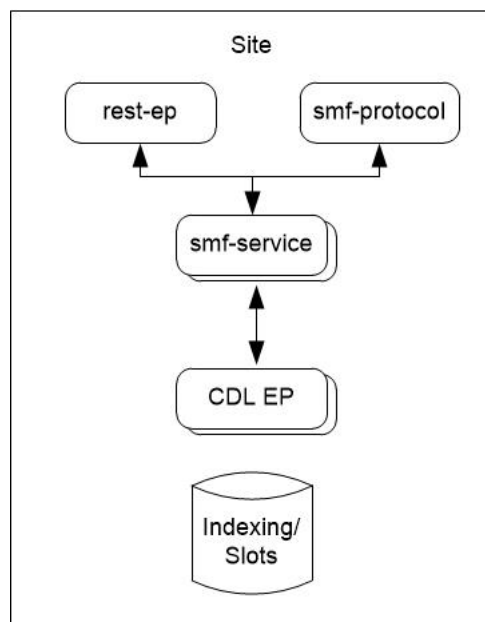 Site
rest-ep
smf-protocol
smf-service
CDL EP
Indexing/
Slots